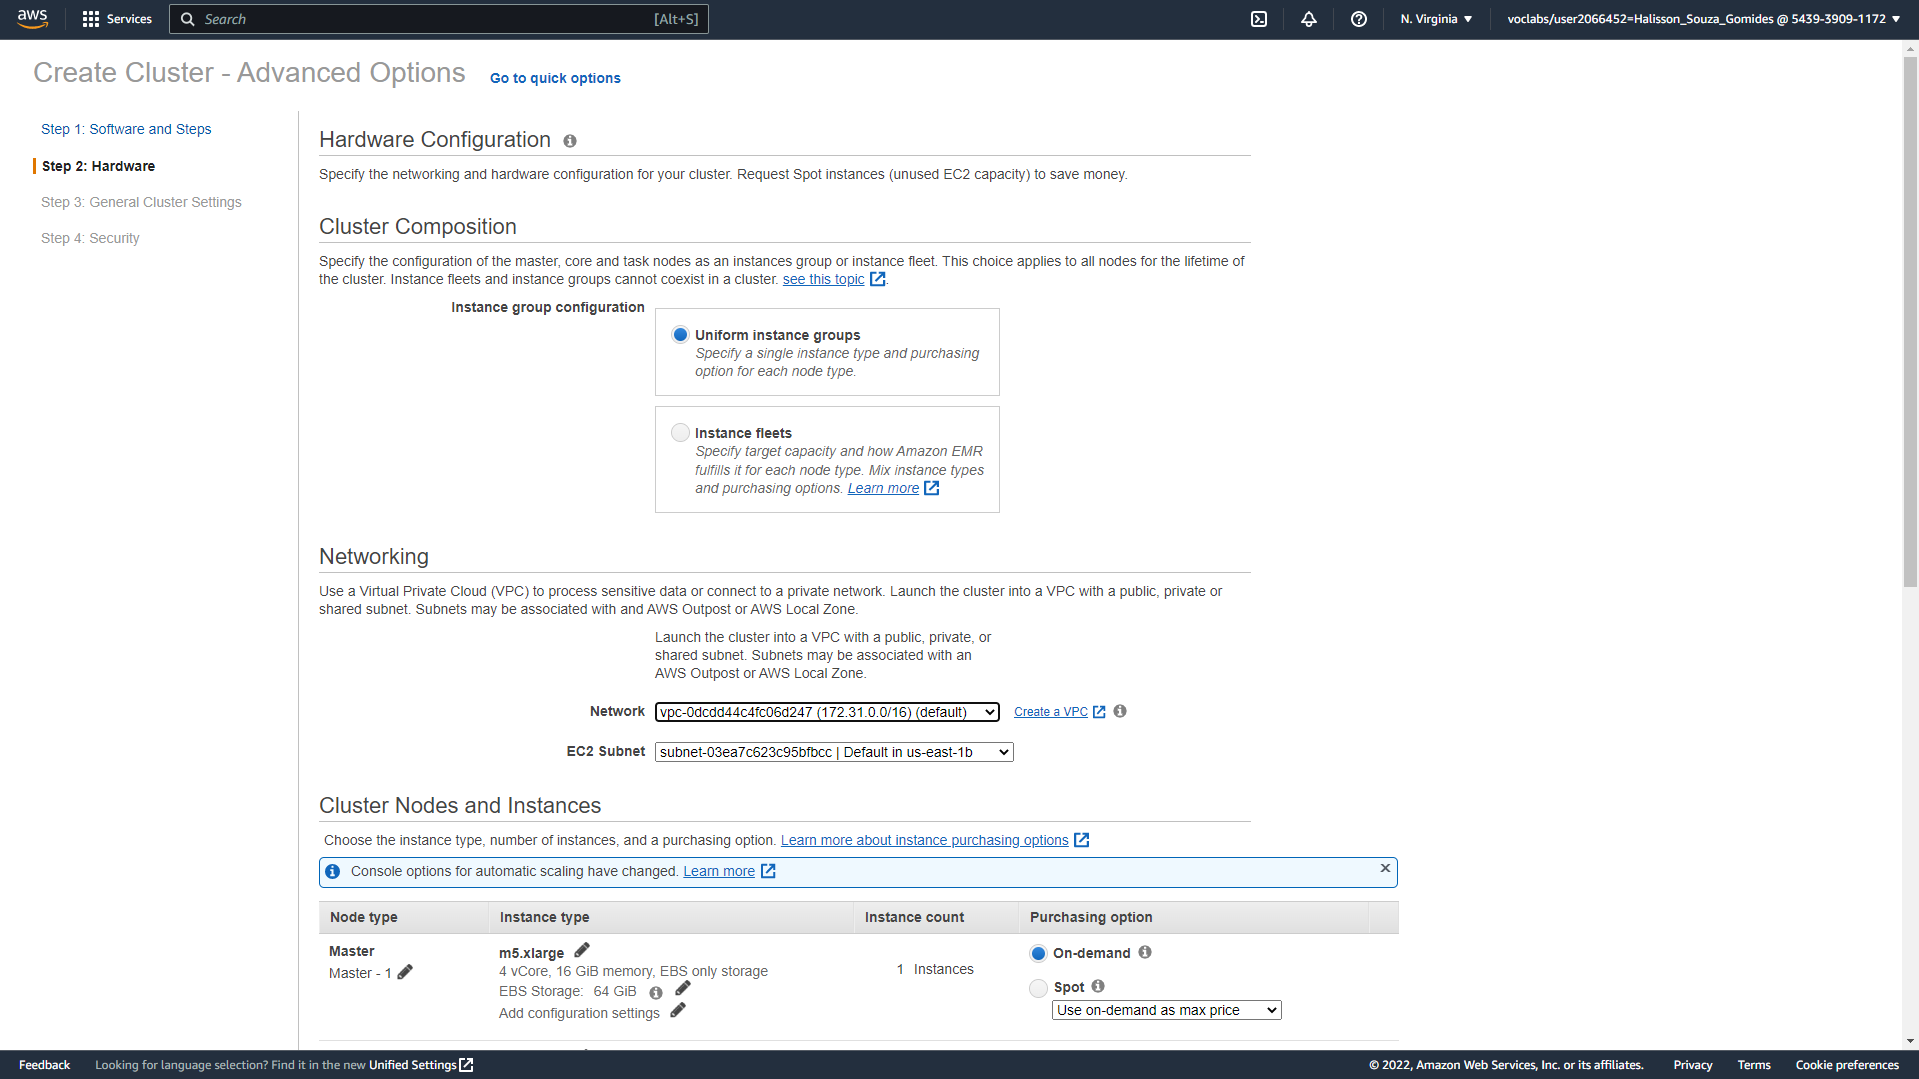 aws Services Search [Alt+S] N. Virginia ▼ voclabs/user2066452=Halisson_Souza_Gomides @ 5439-3909-1172 ▼
Create Cluster - Advanced Options Go to quick options
Step 1: Software and Steps
Step 2: Hardware
Step 3: General Cluster Settings
Step 4: Security
Hardware Configuration
Specify the networking and hardware configuration for your cluster. Request Spot instances (unused EC2 capacity) to save money.
Cluster Composition
Specify the configuration of the master, core and task nodes as an instances group or instance fleet. This choice applies to all nodes for the lifetime of
the cluster. Instance fleets and instance groups cannot coexist in a cluster. see this topic.
Instance group configuration
Uniform instance groups
Specify a single instance type and purchasing
option for each node type.
Instance fleets
Specify target capacity and how Amazon EMR
fulfills it for each node type. Mix instance types
and purchasing options. Learn more
Networking
Use a Virtual Private Cloud (VPC) to process sensitive data or connect to a private network. Launch the cluster into a VPC with a public, private or
shared subnet. Subnets may be associated with and AWS Outpost or AWS Local Zone.
Launch the cluster into a VPC with a public, private, or
shared subnet. Subnets may be associated with an
AWS Outpost or AWS Local Zone.
Network vpc-0dcdd44c4fc06d247 (172.31.0.0/16) (default) Create a VPC
EC2 Subnet subnet-03ea7c623c95bfbcc | Default in us-east-1b
Cluster Nodes and Instances
Choose the instance type, number of instances, and a purchasing option. Learn more about instance purchasing options
Console options for automatic scaling have changed. Learn more
Node type Instance type Instance count Purchasing option
Master
Master - 1
m5.xlarge
4 vCore, 16 GiB memory, EBS only storage
EBS Storage: 64 GiB
Add configuration settings
1 Instances
On-demand
Spot
Use on-demand as max price
Feedback Looking for language selection? Find it in the new Unified Settings © 2022, Amazon Web Services, Inc. or its affiliates. Privacy Terms Cookie preferences